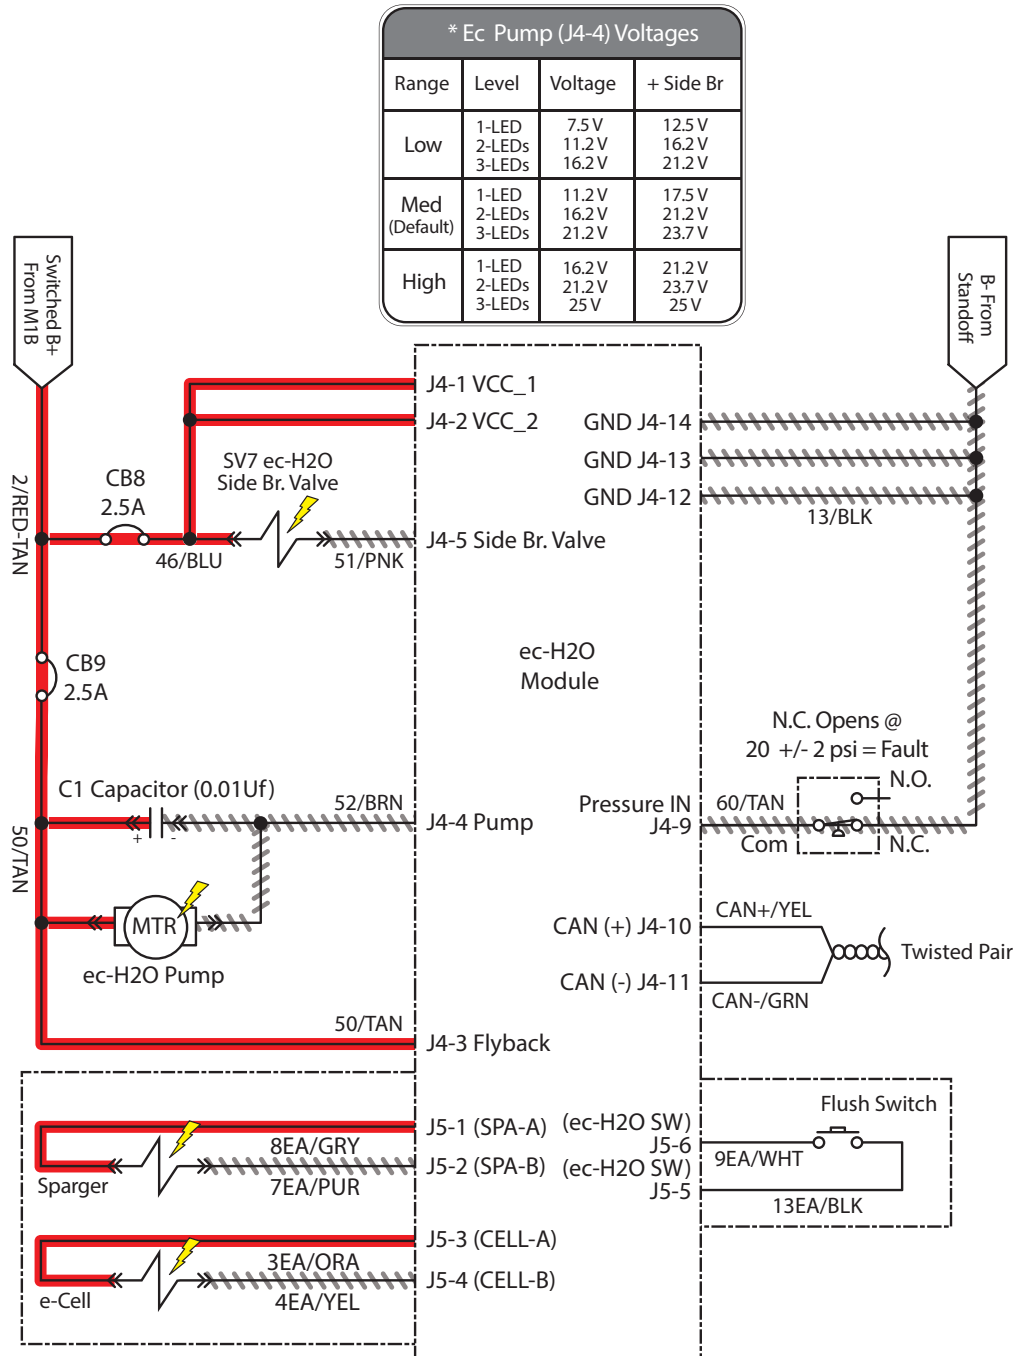 * Ec Pump (J4-4) Voltages
Range Level Voltage + Side Br
Low
1-LED 7.5 V 12.5 V
2-LEDs 11.2 V 16.2 V
3-LEDs 16.2 V 21.2 V
Med
(Default)
1-LED 11.2 V 17.5 V
2-LEDs 16.2 V 21.2 V
3-LEDs 21.2 V 23.7 V
High
1-LED 16.2 V 21.2 V
2-LEDs 21.2 V 23.7 V
3-LEDs 25 V 25 V
Switched B+
From M1B
B- From
Standoff
J4-1 VCC_1
J4-2 VCC_2
GND J4-14
GND J4-13
GND J4-12
13/BLK
SV7 ec-H2O
Side Br. Valve
CB8
2.5A
2/RED-TAN
46/BLU
51/PNK
J4-5 Side Br. Valve
ec-H2O
Module
CB9
2.5A
N.C. Opens @
20 +/- 2 psi = Fault
N.O.
C1 Capacitor (0.01Uf)
52/BRN
J4-4 Pump
+ -
Pressure IN
J4-9
60/TAN
Com
N.C.
50/TAN
MTR
ec-H2O Pump
CAN (+) J4-10
CAN+/YEL
Twisted Pair
CAN (-) J4-11
CAN-/GRN
50/TAN
J4-3 Flyback
Flush Switch
J5-1 (SPA-A)
8EA/GRY
J5-2 (SPA-B)
7EA/PUR
Sparger
(ec-H2O SW)
J5-6
9EA/WHT
(ec-H2O SW)
J5-5
13EA/BLK
J5-3 (CELL-A)
3EA/ORA
J5-4 (CELL-B)
4EA/YEL
e-Cell